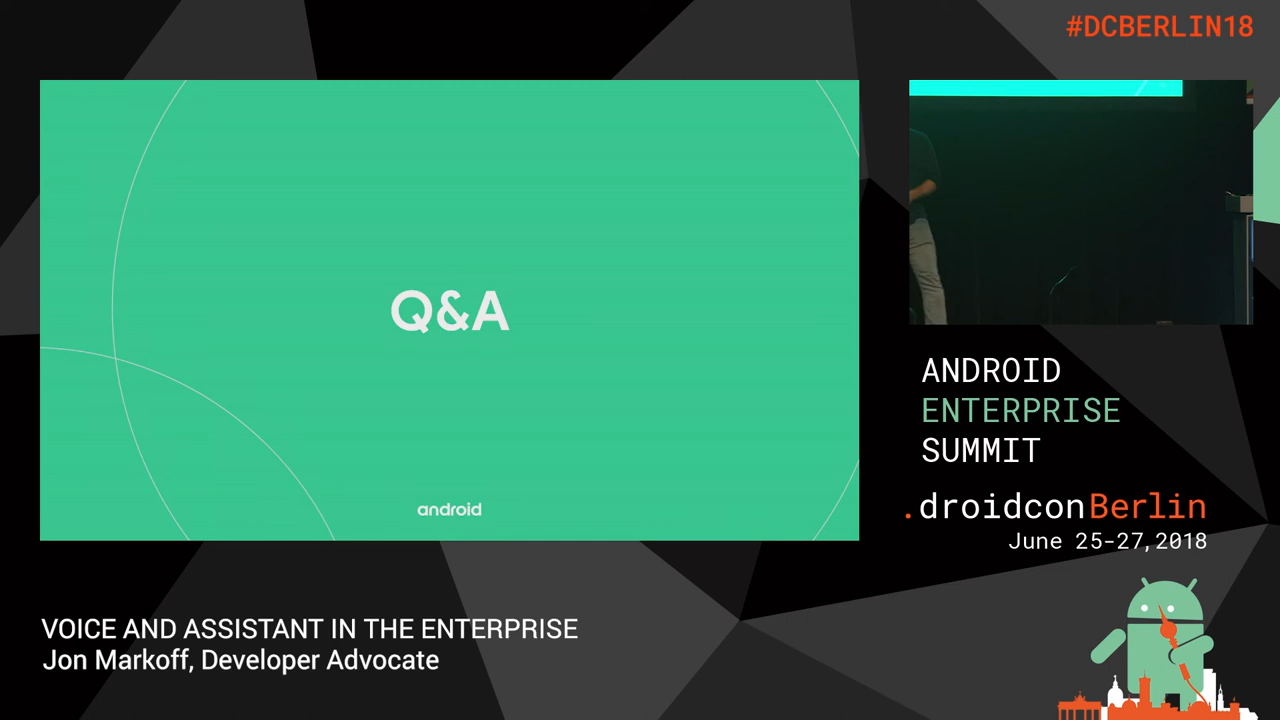 #DCBERLIN18
Q&A
android
ANDROID
ENTERPRISE
SUMMIT
.droidconBerlin
June 25-27,2018
VOICE AND ASSISTANT IN THE ENTERPRISE
Jon Markoff, Developer Advocate